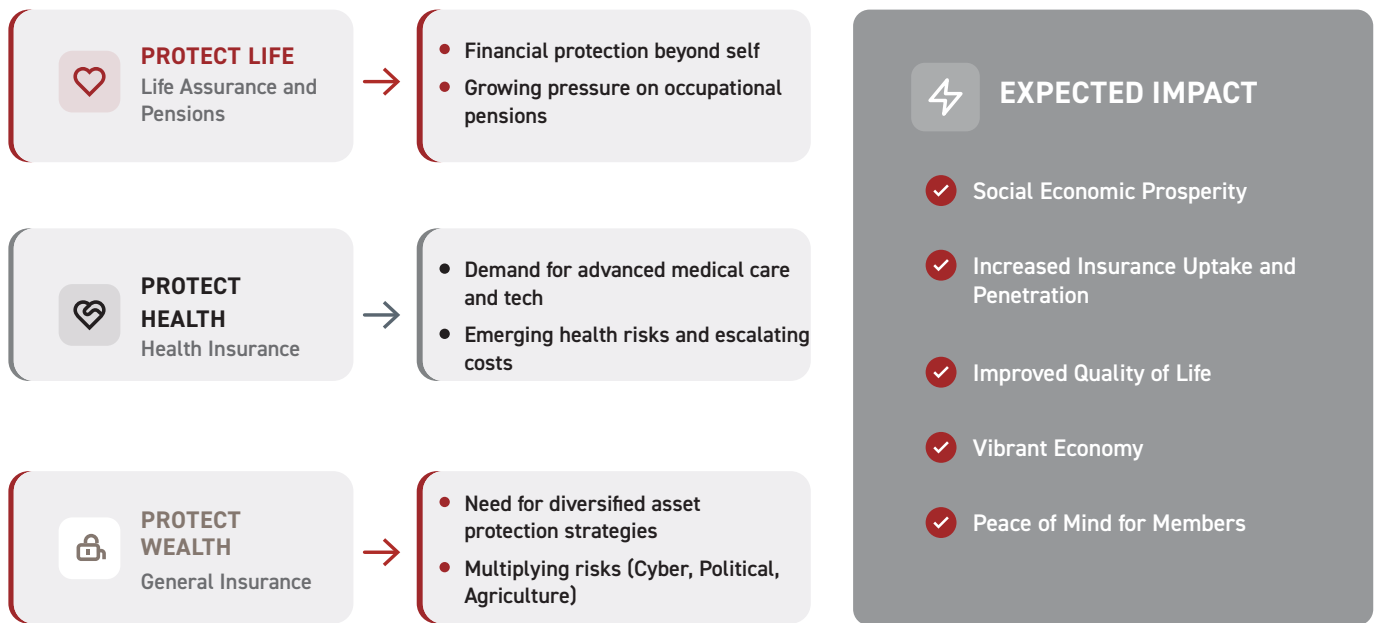 PROTECT LIFE
Life Assurance and
Pensions
Financial protection beyond self
Growing pressure on occupational
pensions
PROTECT
HEALTH
Health Insurance
Demand for advanced medical care
and tech
Emerging health risks and escalating
costs
PROTECT
WEALTH
General Insurance
Need for diversified asset
protection strategies
Multiplying risks (Cyber, Political,
Agriculture)
EXPECTED IMPACT
Social Economic Prosperity
Increased Insurance Uptake and
Penetration
Improved Quality of Life
Vibrant Economy
Peace of Mind for Members